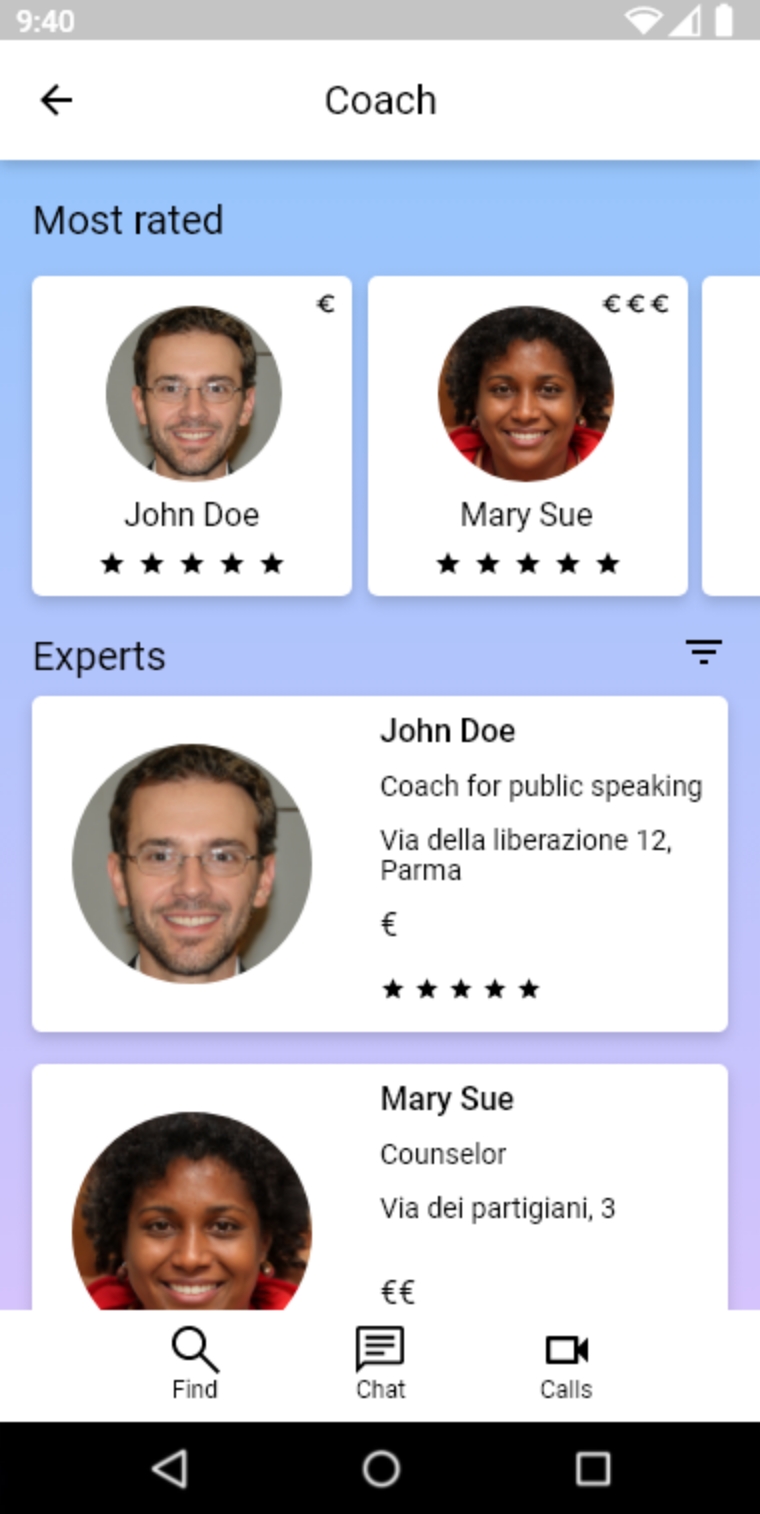 9:40
Coach
Most rated
€
€ € €
John Doe
Mary Sue
Experts
John Doe
Coach for public speaking
Via della liberazione 12,
Parma
€
Mary Sue
Counselor
Via dei partigiani, 3
€€
Find
Chat
Calls